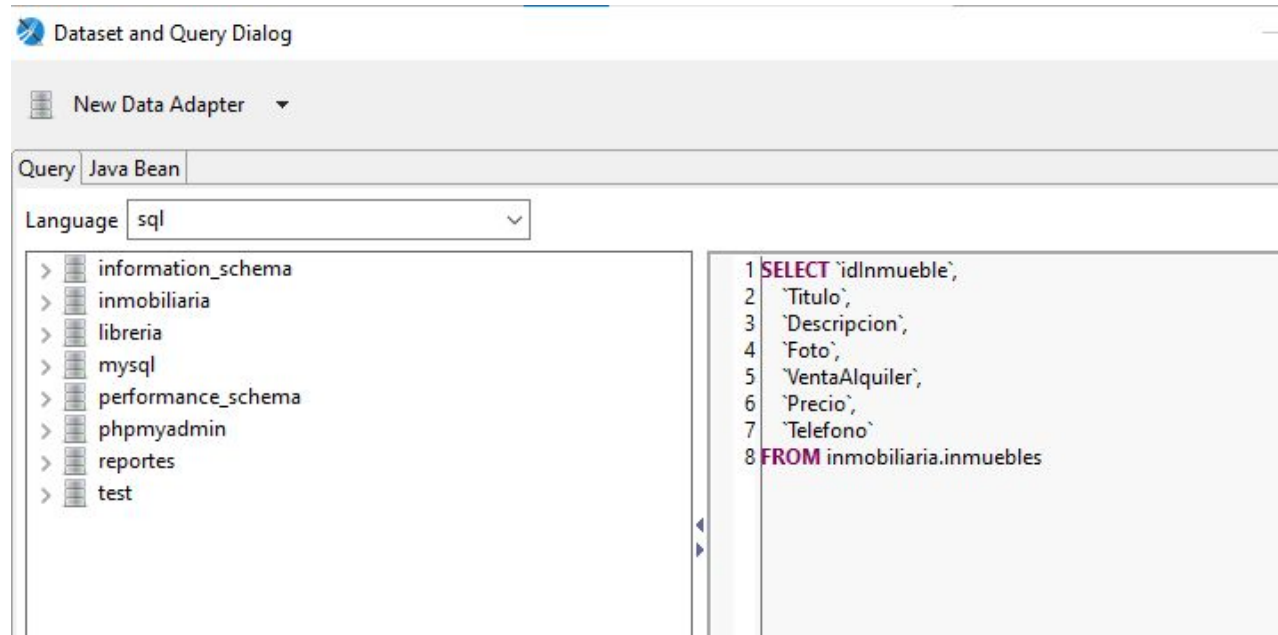 Dataset and Query Dialog
New Data Adapter
Query Java Bean
Language sql
information_schema
inmobiliaria
libreria
mysql
performance_schema
phpmyadmin
reportes
test
1 SELECT `idInmueble`,
2 `Titulo`,
3 `Descripcion`,
4 `Foto`,
5 `VentaAlquiler`,
6 `Precio`,
7 `Telefono`
8 FROM inmobiliaria.inmuebles